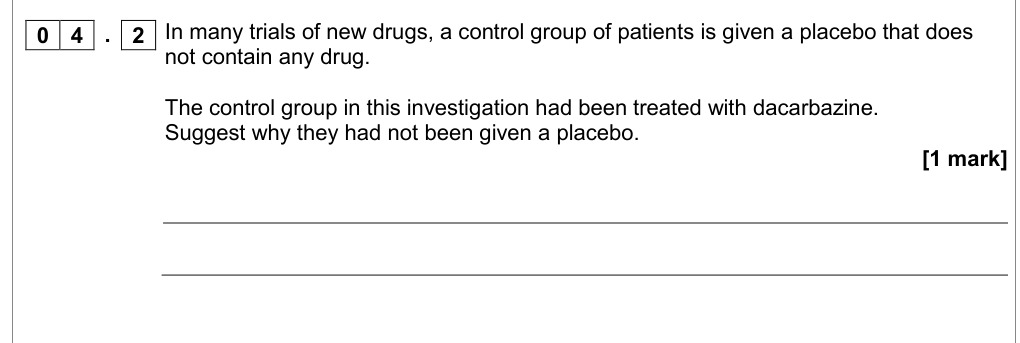 0 4 . 2 In many trials of new drugs, a control group of patients is given a placebo that does
not contain any drug.
The control group in this investigation had been treated with dacarbazine.
Suggest why they had not been given a placebo.
[1 mark]